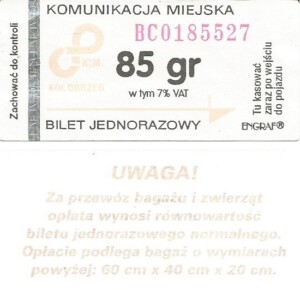 KOMUNIKACJA MIEJSKA
BC0185527
Zachować do kontroli
KOŁOBRZEG
85 gr
w tym 7% VAT
BILET JEDNORAZOWY
Tu kasować
zaraz po wejściu
do pojazdu
ENGRAF®
UWAGA!
Za przewóz bagażu i zwierząt
opłata wynosi równowartość
biletu jednorazowego normalnego.
Opłacie podlega bagaż o wymiarach
powyżej: 60 cm x 40 cm x 20 cm.